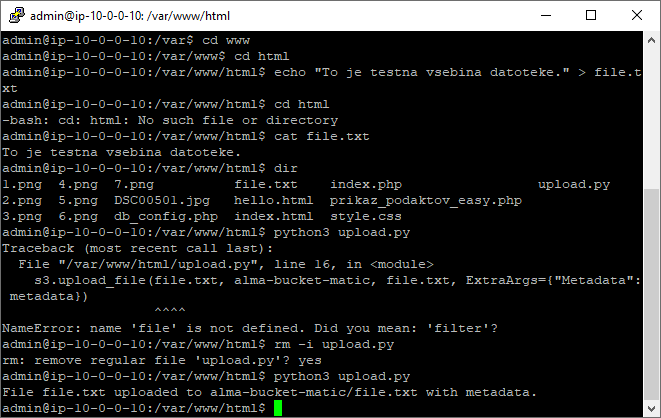 admin@ip-10-0-0-10: /var/www/html
admin@ip-10-0-0-10:/var$ cd www
admin@ip-10-0-0-10:/var/www$ cd html
admin@ip-10-0-0-10:/var/www/html$ echo "To je testna vsebina datoteke." > file.t
xt
admin@ip-10-0-0-10:/var/www/html$ cd html
-bash: cd: html: No such file or directory
admin@ip-10-0-0-10:/var/www/html$ cat file.txt
To je testna vsebina datoteke.
admin@ip-10-0-0-10:/var/www/html$ dir
1.png  4.png  7.png          file.txt    index.php                 upload.py
2.png  5.png  DSC00501.jpg   hello.html  prikaz_podaktov_easy.php
3.png  6.png  db_config.php  index.html  style.css
admin@ip-10-0-0-10:/var/www/html$ python3 upload.py
Traceback (most recent call last):
  File "/var/www/html/upload.py", line 16, in <module>
    s3.upload_file(file.txt, alma-bucket-matic, file.txt, ExtraArgs={"Metadata":
 metadata})
                   ^^^^
NameError: name 'file' is not defined. Did you mean: 'filter'?
admin@ip-10-0-0-10:/var/www/html$ rm -i upload.py
rm: remove regular file 'upload.py'? yes
admin@ip-10-0-0-10:/var/www/html$ python3 upload.py
File file.txt uploaded to alma-bucket-matic/file.txt with metadata.
admin@ip-10-0-0-10:/var/www/html$